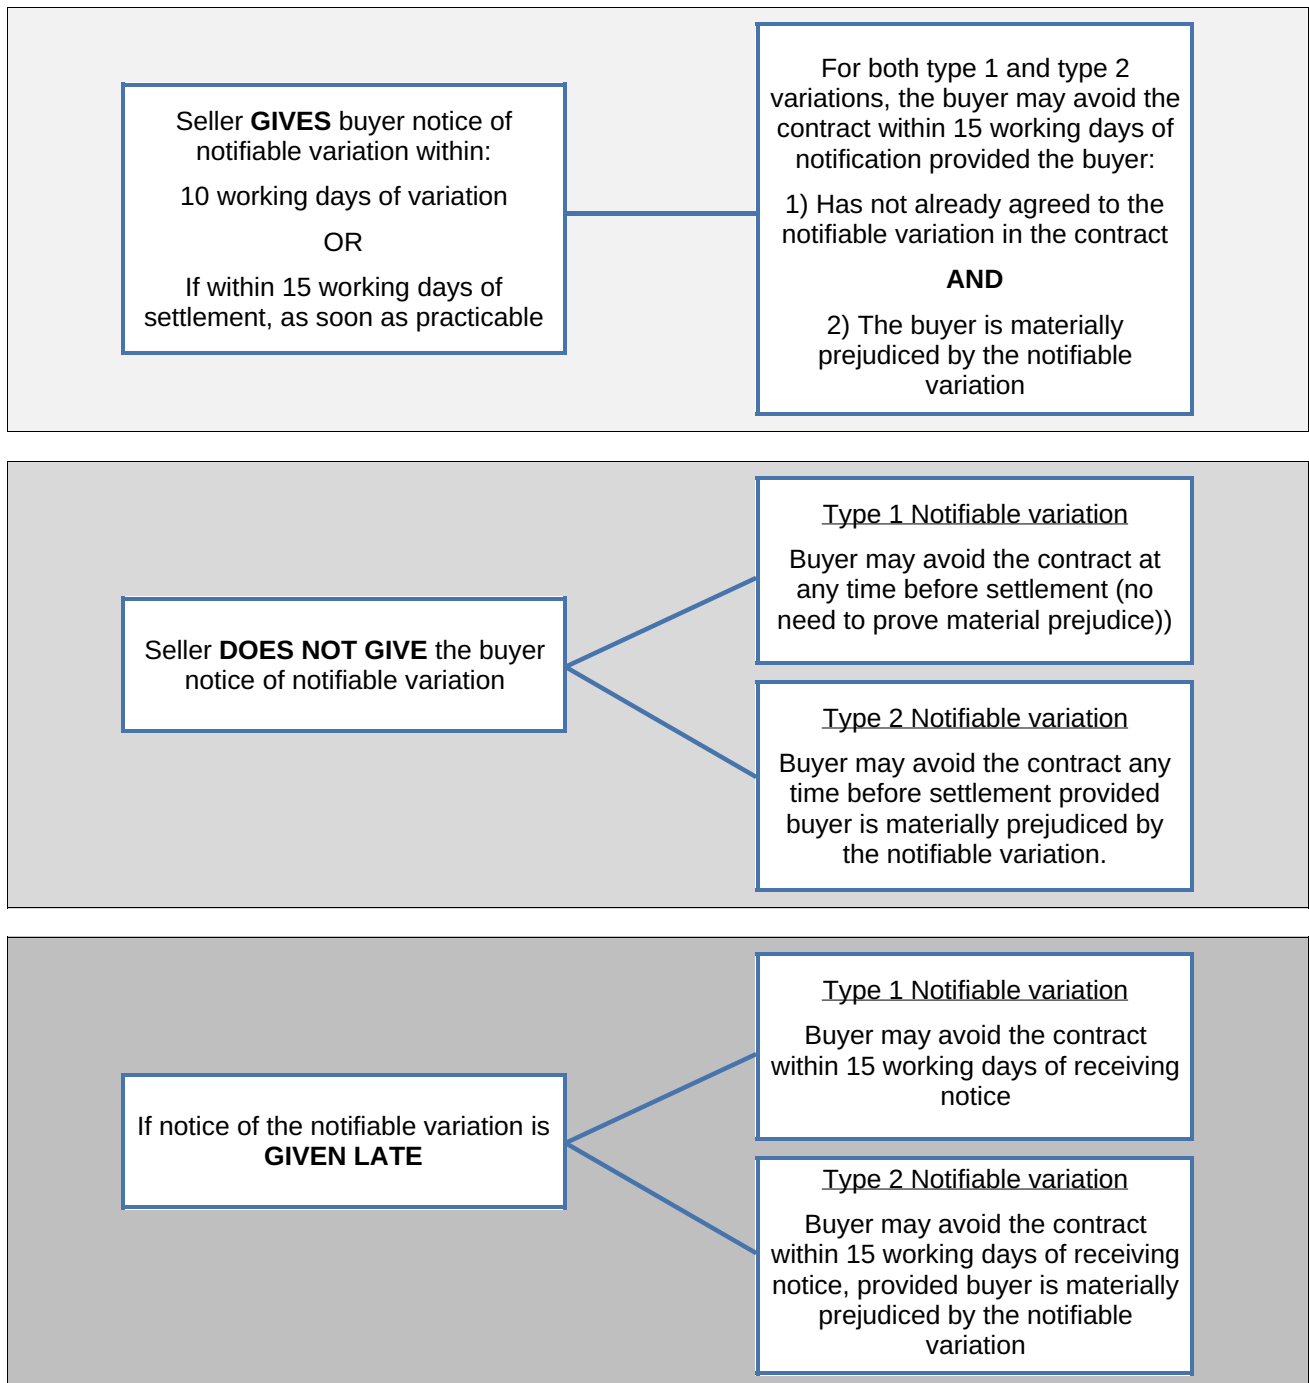 Seller GIVES buyer notice of
notifiable variation within:
10 working days of variation
OR
If within 15 working days of
settlement, as soon as practicable
For both type 1 and type 2
variations, the buyer may avoid the
contract within 15 working days of
notification provided the buyer:
1) Has not already agreed to the
notifiable variation in the contract
AND
2) The buyer is materially
prejudiced by the notifiable
variation
Seller DOES NOT GIVE the buyer
notice of notifiable variation
Type 1 Notifiable variation
Buyer may avoid the contract at
any time before settlement (no
need to prove material prejudice))
Type 2 Notifiable variation
Buyer may avoid the contract any
time before settlement provided
buyer is materially prejudiced by
the notifiable variation.
If notice of the notifiable variation is
GIVEN LATE
Type 1 Notifiable variation
Buyer may avoid the contract
within 15 working days of receiving
notice
Type 2 Notifiable variation
Buyer may avoid the contract
within 15 working days of receiving
notice, provided buyer is materially
prejudiced by the notifiable
variation